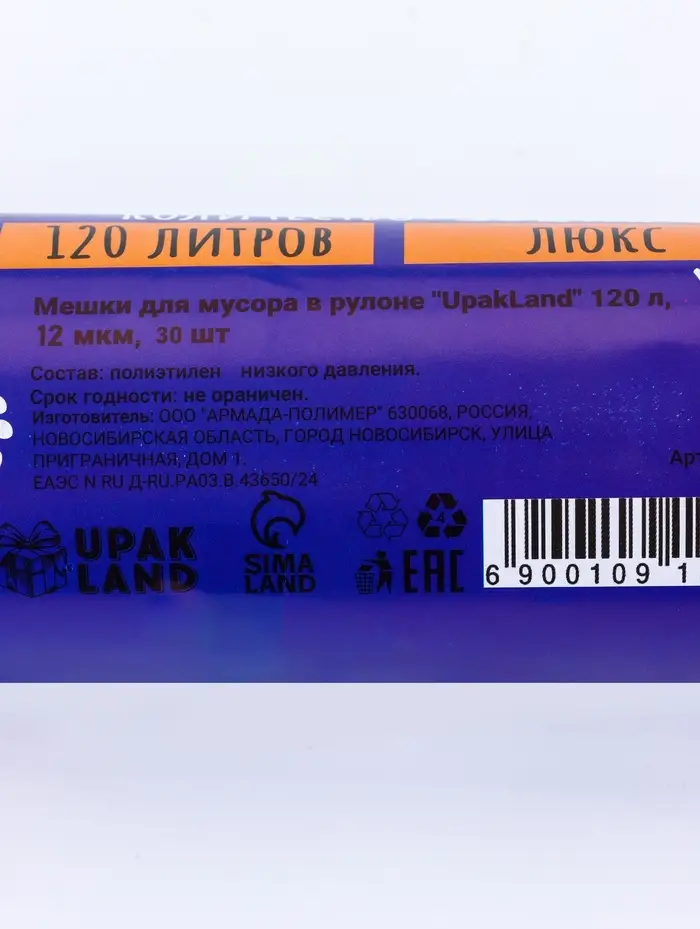 120 ЛИТРОВ
ЛЮКС
Мешки для мусора в рулоне "UpakLand" 120 л,
12 мкм, 30 шт
Состав: полиэтилен низкого давления.
Срок годности: не ораничен.
Изготовитель: ООО "АРМАДА-ПОЛИМЕР" 630068, РОССИЯ,
НОВОСИБИРСКАЯ ОБЛАСТЬ, ГОРОД НОВОСИБИРСК, УЛИЦА
ПРИГРАНИЧНАЯ, ДОМ 1.
Арт
ЕАЭС N RU Д-RU.РА03.В.43650/24
UPAK
LAND
SIMA
LAND
4
EAC
6 900109 1